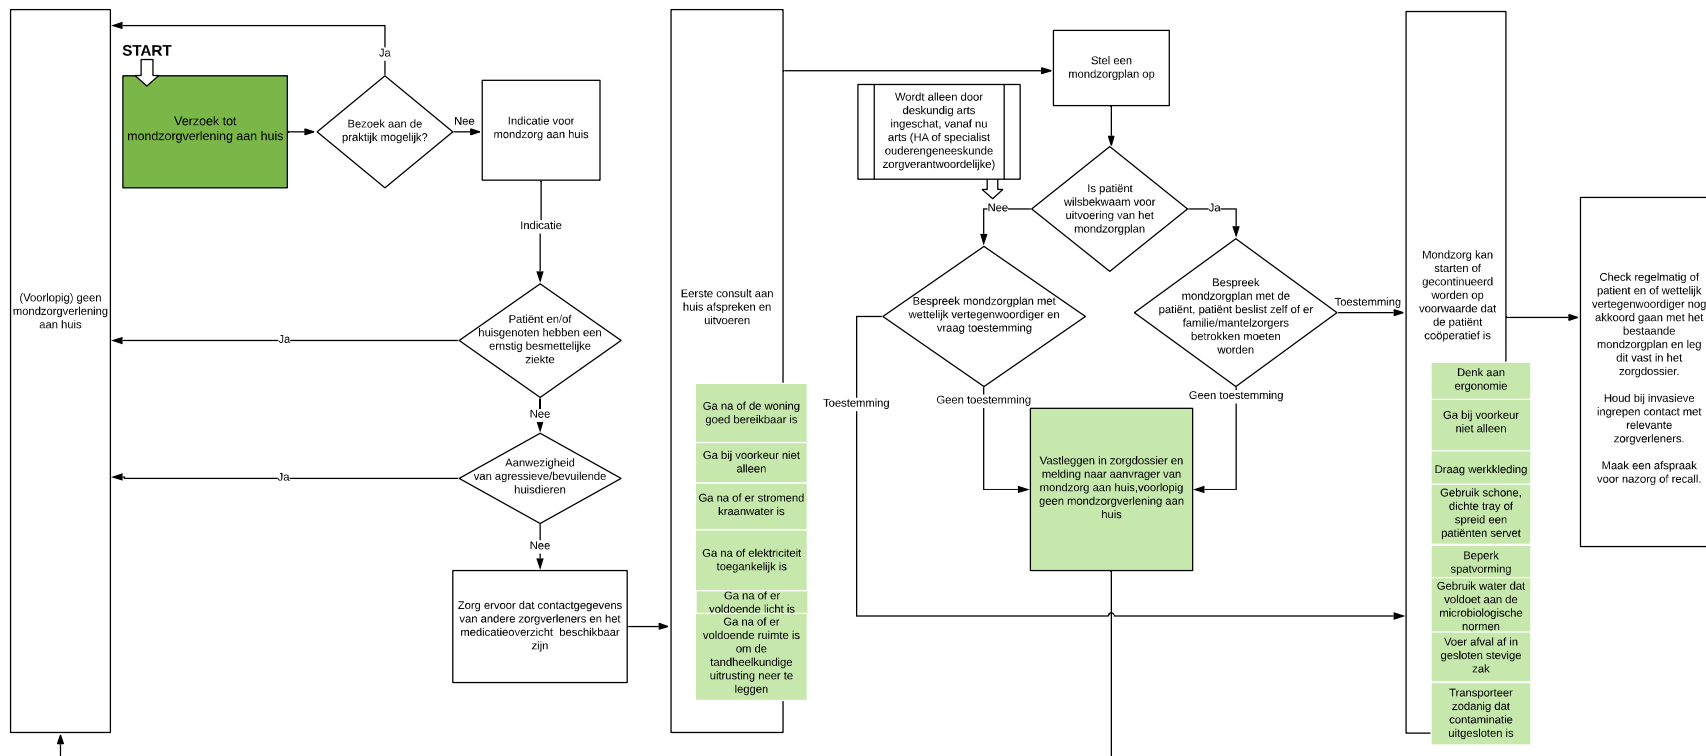 START
Ja
Verzoek tot
mondzorgverlening aan huis
Bezoek aan de
praktijk mogelijk?
Nee
Indicatie voor
mondzorg aan huis
Indicatie
(Voorlopig) geen
mondzorgverlening
aan huis
Patiënt en/of
huisgenoten hebben een
ernstig besmettelijke
ziekte
Ja
Nee
Aanwezigheid
van agressieve/bevuilende
huisdieren
Ja
Nee
Zorg ervoor dat contactgegevens
van andere zorgverleners en het
medicatieoverzicht beschikbaar
zijn
Eerste consult aan
huis afspreken en
uitvoeren
Ga na of de woning
goed bereikbaar is
Ga bij voorkeur niet
alleen
Ga na of er stromend
kraanwater is
Ga na of elektriciteit
toegankelijk is
Ga na of er
voldoende licht is
Ga na of er
voldoende ruimte is
om de
tandheelkundige
uitrusting neer te
leggen
Stel een
mondzorgplan op
Wordt alleen door
deskundig arts
ingeschat, vanaf nu
arts (HA of specialist
ouderengeneeskunde
zorgverantwoordelijke)
Is patiënt
wilsbekwaam voor
uitvoering van het
mondzorgplan
Nee
Ja
Bespreek mondzorgplan met
wettelijk vertegenwoordiger en
vraag toestemming
Bespreek
mondzorgplan met de
patiënt, patiënt beslist zelf of er
familie/mantelzorgers
betrokken moeten
worden
Toestemming
Toestemming
Geen toestemming
Geen toestemming
Vastleggen in zorgdossier en
melding naar aanvrager van
mondzorg aan huis,voorlopig
geen mondzorgverlening aan
huis
Mondzorg kan
starten of
gecontinueerd
worden op
voorwaarde dat
de patiënt
coöperatief is
Denk aan
ergonomie
Ga bij voorkeur
niet alleen
Draag werkkleding
Gebruik schone,
dichte tray of
spreid een
patiënten servet
Beperk
spatvorming
Gebruik water dat
voldoet aan de
microbiologische
normen
Voer afval af in
gesloten stevige
zak
Transporteer
zodanig dat
contaminatie
uitgesloten is
Check regelmatig of
patient en of wettelijk
vertegenwoordiger nog
akkoord gaan met het
bestaande
mondzorgplan en leg
dit vast in het
zorgdossier.
Houd bij invasieve
ingrepen contact met
relevante
zorgverleners.
Maak een afspraak
voor nazorg of recall.